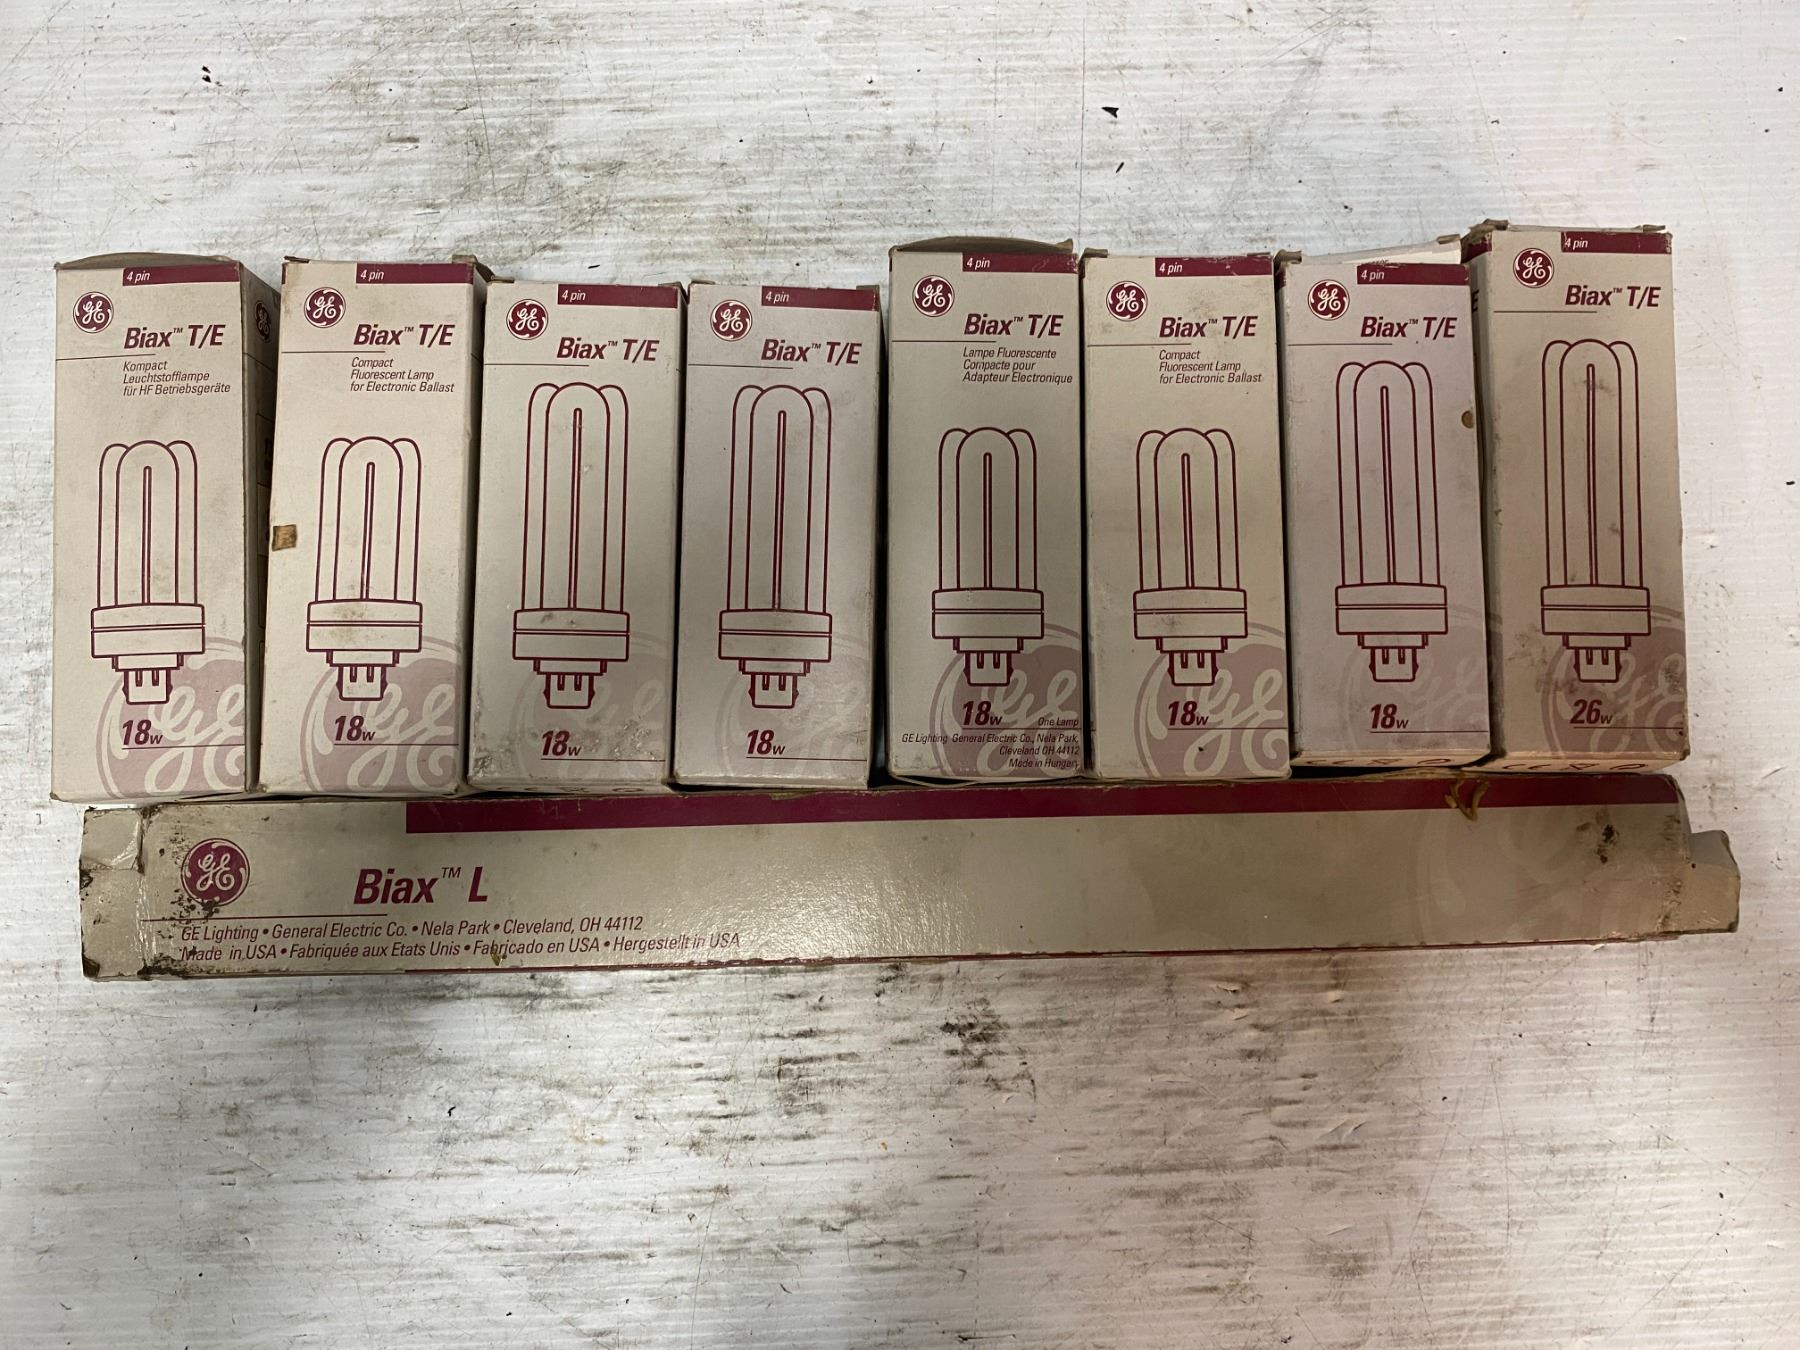 4 pin
GE
Biax™ T/E
Kompact
Leuchtstofflampe
für HF Betriebsgeräte
18w
4 pin
GE
Biax™ T/E
Compact
Fluorescent Lamp
for Electronic Ballast
18w
4 pin
GE
Biax™ T/E
18w
4 pin
GE
Biax™ T/E
18w
4 pin
GE
Biax™ T/E
Lampe Fluorescente
Compacte pour
Adapteur Electronique
18w
One Lamp
GE Lighting General Electric Co., Nela Park,
Cleveland OH 44112
Made in Hungary
4 pin
GE
Biax™ T/E
Compact
Fluorescent Lamp
for Electronic Ballast
18w
4 pin
GE
Biax™ T/E
18w
4 pin
GE
Biax™ T/E
26w
GE
Biax™ L
GE Lighting • General Electric Co. • Nela Park • Cleveland, OH 44112
Made in USA • Fabriquée aux Etats Unis • Fabricado en USA • Hergestellt in USA